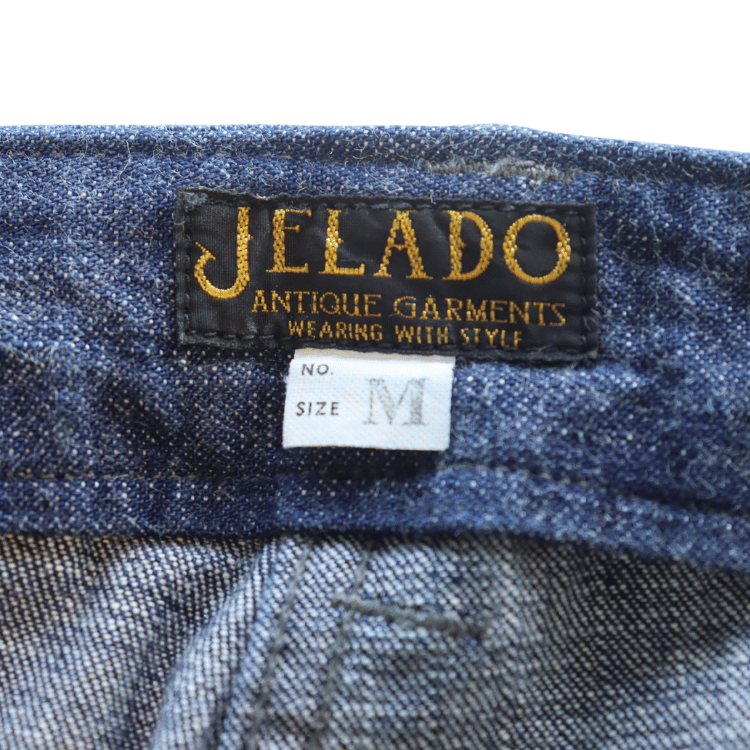 JELADO
ANTIQUE GARMENTS
WEARING WITH STYLE
NO.
SIZE M